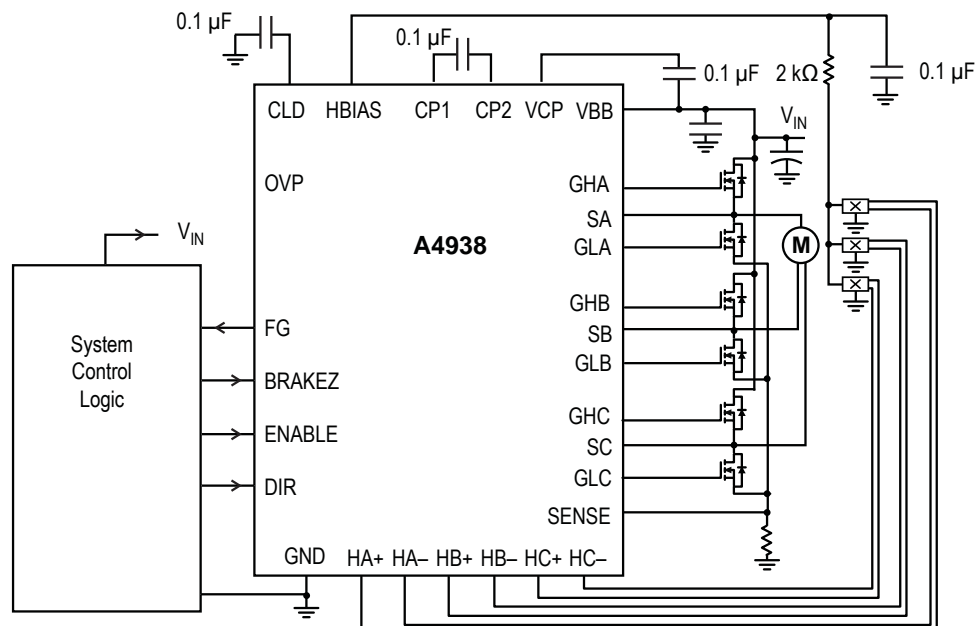 0.1 µF
0.1 µF
0.1 µF
2 kΩ
0.1 µF
CLD
HBIAS
CP1
CP2
VCP
VBB
VIN
OVP
GHA
SA
A4938
GLA
M
VIN
GHB
FG
SB
System
Control
Logic
GLB
BRAKEZ
GHC
ENABLE
SC
DIR
GLC
SENSE
GND
HA+
HA–
HB+
HB–
HC+
HC–